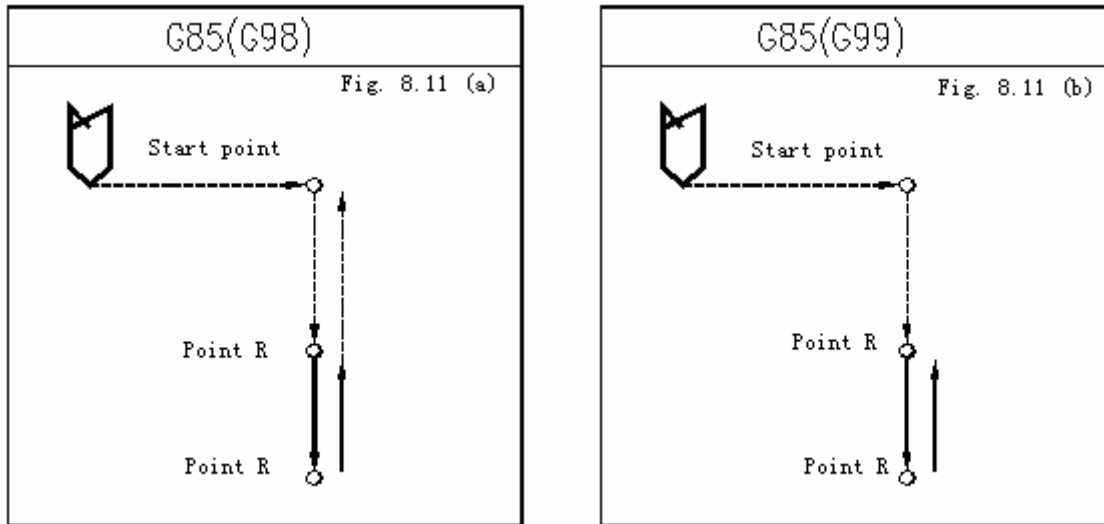 G85(G98)
Fig. 8.11 (a)
Start point
Point R
Point R
G85(G99)
Fig. 8.11 (b)
Start point
Point R
Point R